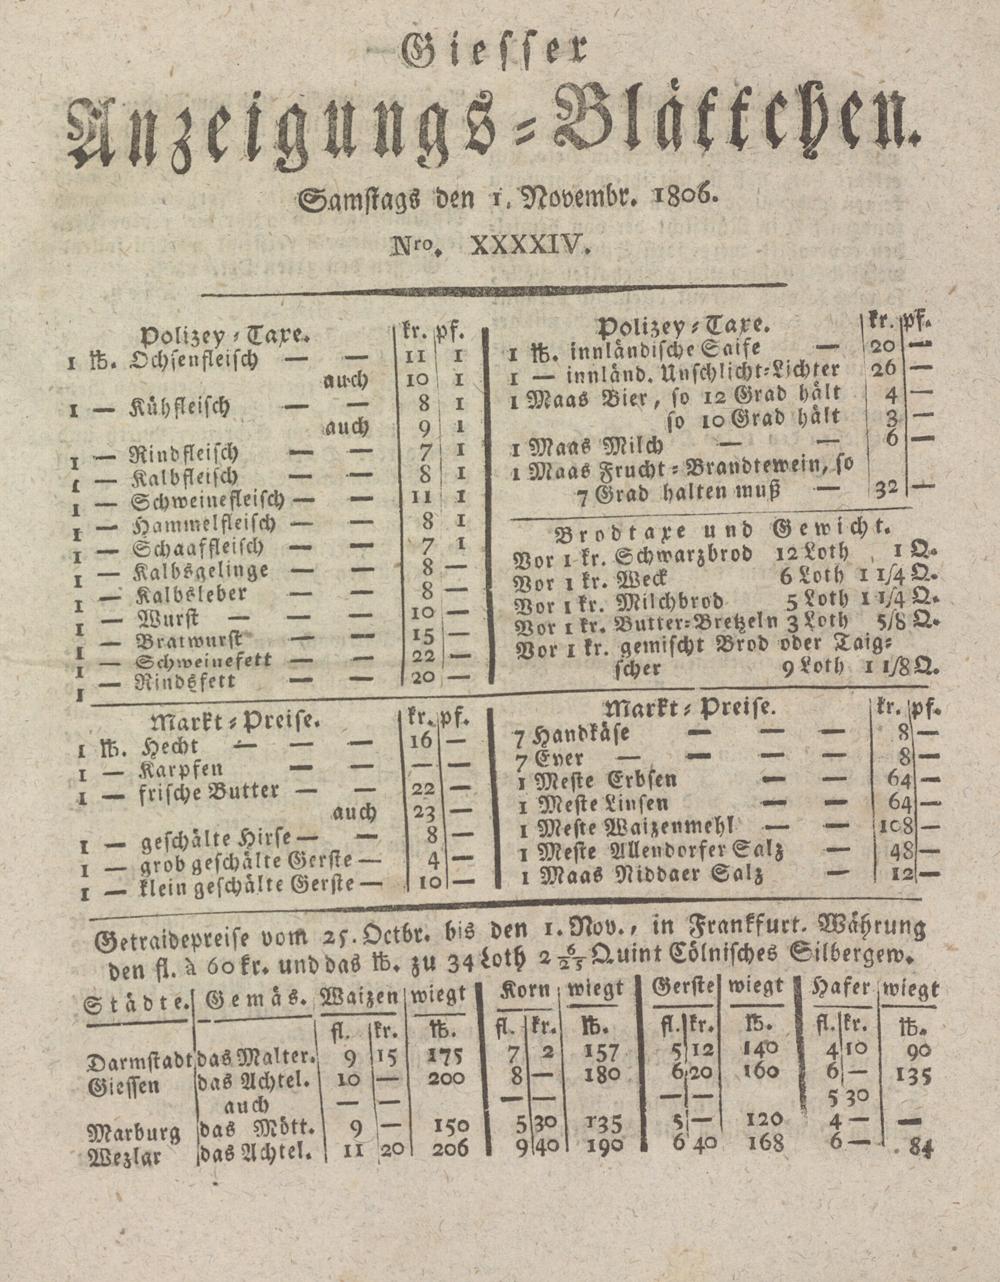 Giesser
Anzeigungs-Blättchen.
Samstags den 1. Novembr. 1806.
Nro. XXXXIV.
Polizey-Taxe. kr. pf.
1 ℔. Ochsenfleisch — — 11 1
auch 10 1
1 — Kühfleisch — — 8 1
auch 9 1
1 — Rindfleisch — — 7 1
1 — Kalbfleisch — — 8 1
1 — Schweinefleisch — — 11 1
1 — Hammelfleisch — — 8 1
1 — Schaaffleisch — — 7 1
1 — Kalbsgelinge — — 8 —
1 — Kalbsleber — — 8 —
1 — Wurst — — — 10 —
1 — Bratwurst — — 15 —
1 — Schweinefett — — 22 —
1 — Rindsfett — — 20 —
Polizey-Taxe. kr. pf.
1 ℔. innländische Saife — 20 —
1 — innländ. Unschlicht-Lichter 26 —
1 Maas Bier, so 12 Grad hält 4 —
so 10 Grad hält 3 —
1 Maas Milch — — 6 —
1 Maas Frucht-Brandtewein, so
7 Grad halten muß — 32 —
Brodtaxe und Gewicht.
Vor 1 kr. Schwarzbrod 12 Loth 1 Q.
Vor 1 kr. Weck 6 Loth 1 1/4 Q.
Vor 1 kr. Milchbrod 5 Loth 1 1/4 Q.
Vor 1 kr. Butter-Bretzeln 3 Loth 5/8 Q.
Vor 1 kr. gemischt Brod oder Taig-
scher 9 Loth 1 1/8 Q.
Markt-Preise. kr. pf.
1 ℔. Hecht — — — 16 —
1 — Karpfen — — — —
1 — frische Butter — — 22 —
auch 23 —
1 — geschälte Hirse — — 8 —
1 — grob geschälte Gerste — 4 —
1 — klein geschälte Gerste — 10 —
Markt-Preise. kr. pf.
7 Handkäse — — — 8 —
7 Eyer — — — — 8 —
1 Meste Erbsen — — 64 —
1 Meste Linsen — — 64 —
1 Meste Waizenmehl — — 108 —
1 Meste Allendorfer Salz — 48 —
1 Maas Niddaer Salz — 12 —
Getraidepreise vom 25. Octbr. bis den 1. Nov., in Frankfurt. Währung
den fl. à 60 kr. und das ℔. zu 34 Loth 2 6/25 Quint Cölnisches Silbergew.
Städte. Gemäs. Waizen wiegt Korn wiegt Gerste wiegt Hafer wiegt
fl. kr. ℔. fl. kr. ℔. fl. kr. ℔. fl. kr. ℔.
Darmstadt das Malter. 9 15 175 7 2 157 5 12 140 4 10 90
Giessen das Achtel. 10 — 200 8 — 180 6 20 160 6 — 135
auch — — — — — — 5 30
Marburg das Mött. 9 — 150 5 30 135 5 — 120 4 — —
Wezlar das Achtel. 11 20 206 9 40 190 6 40 168 6 — 84